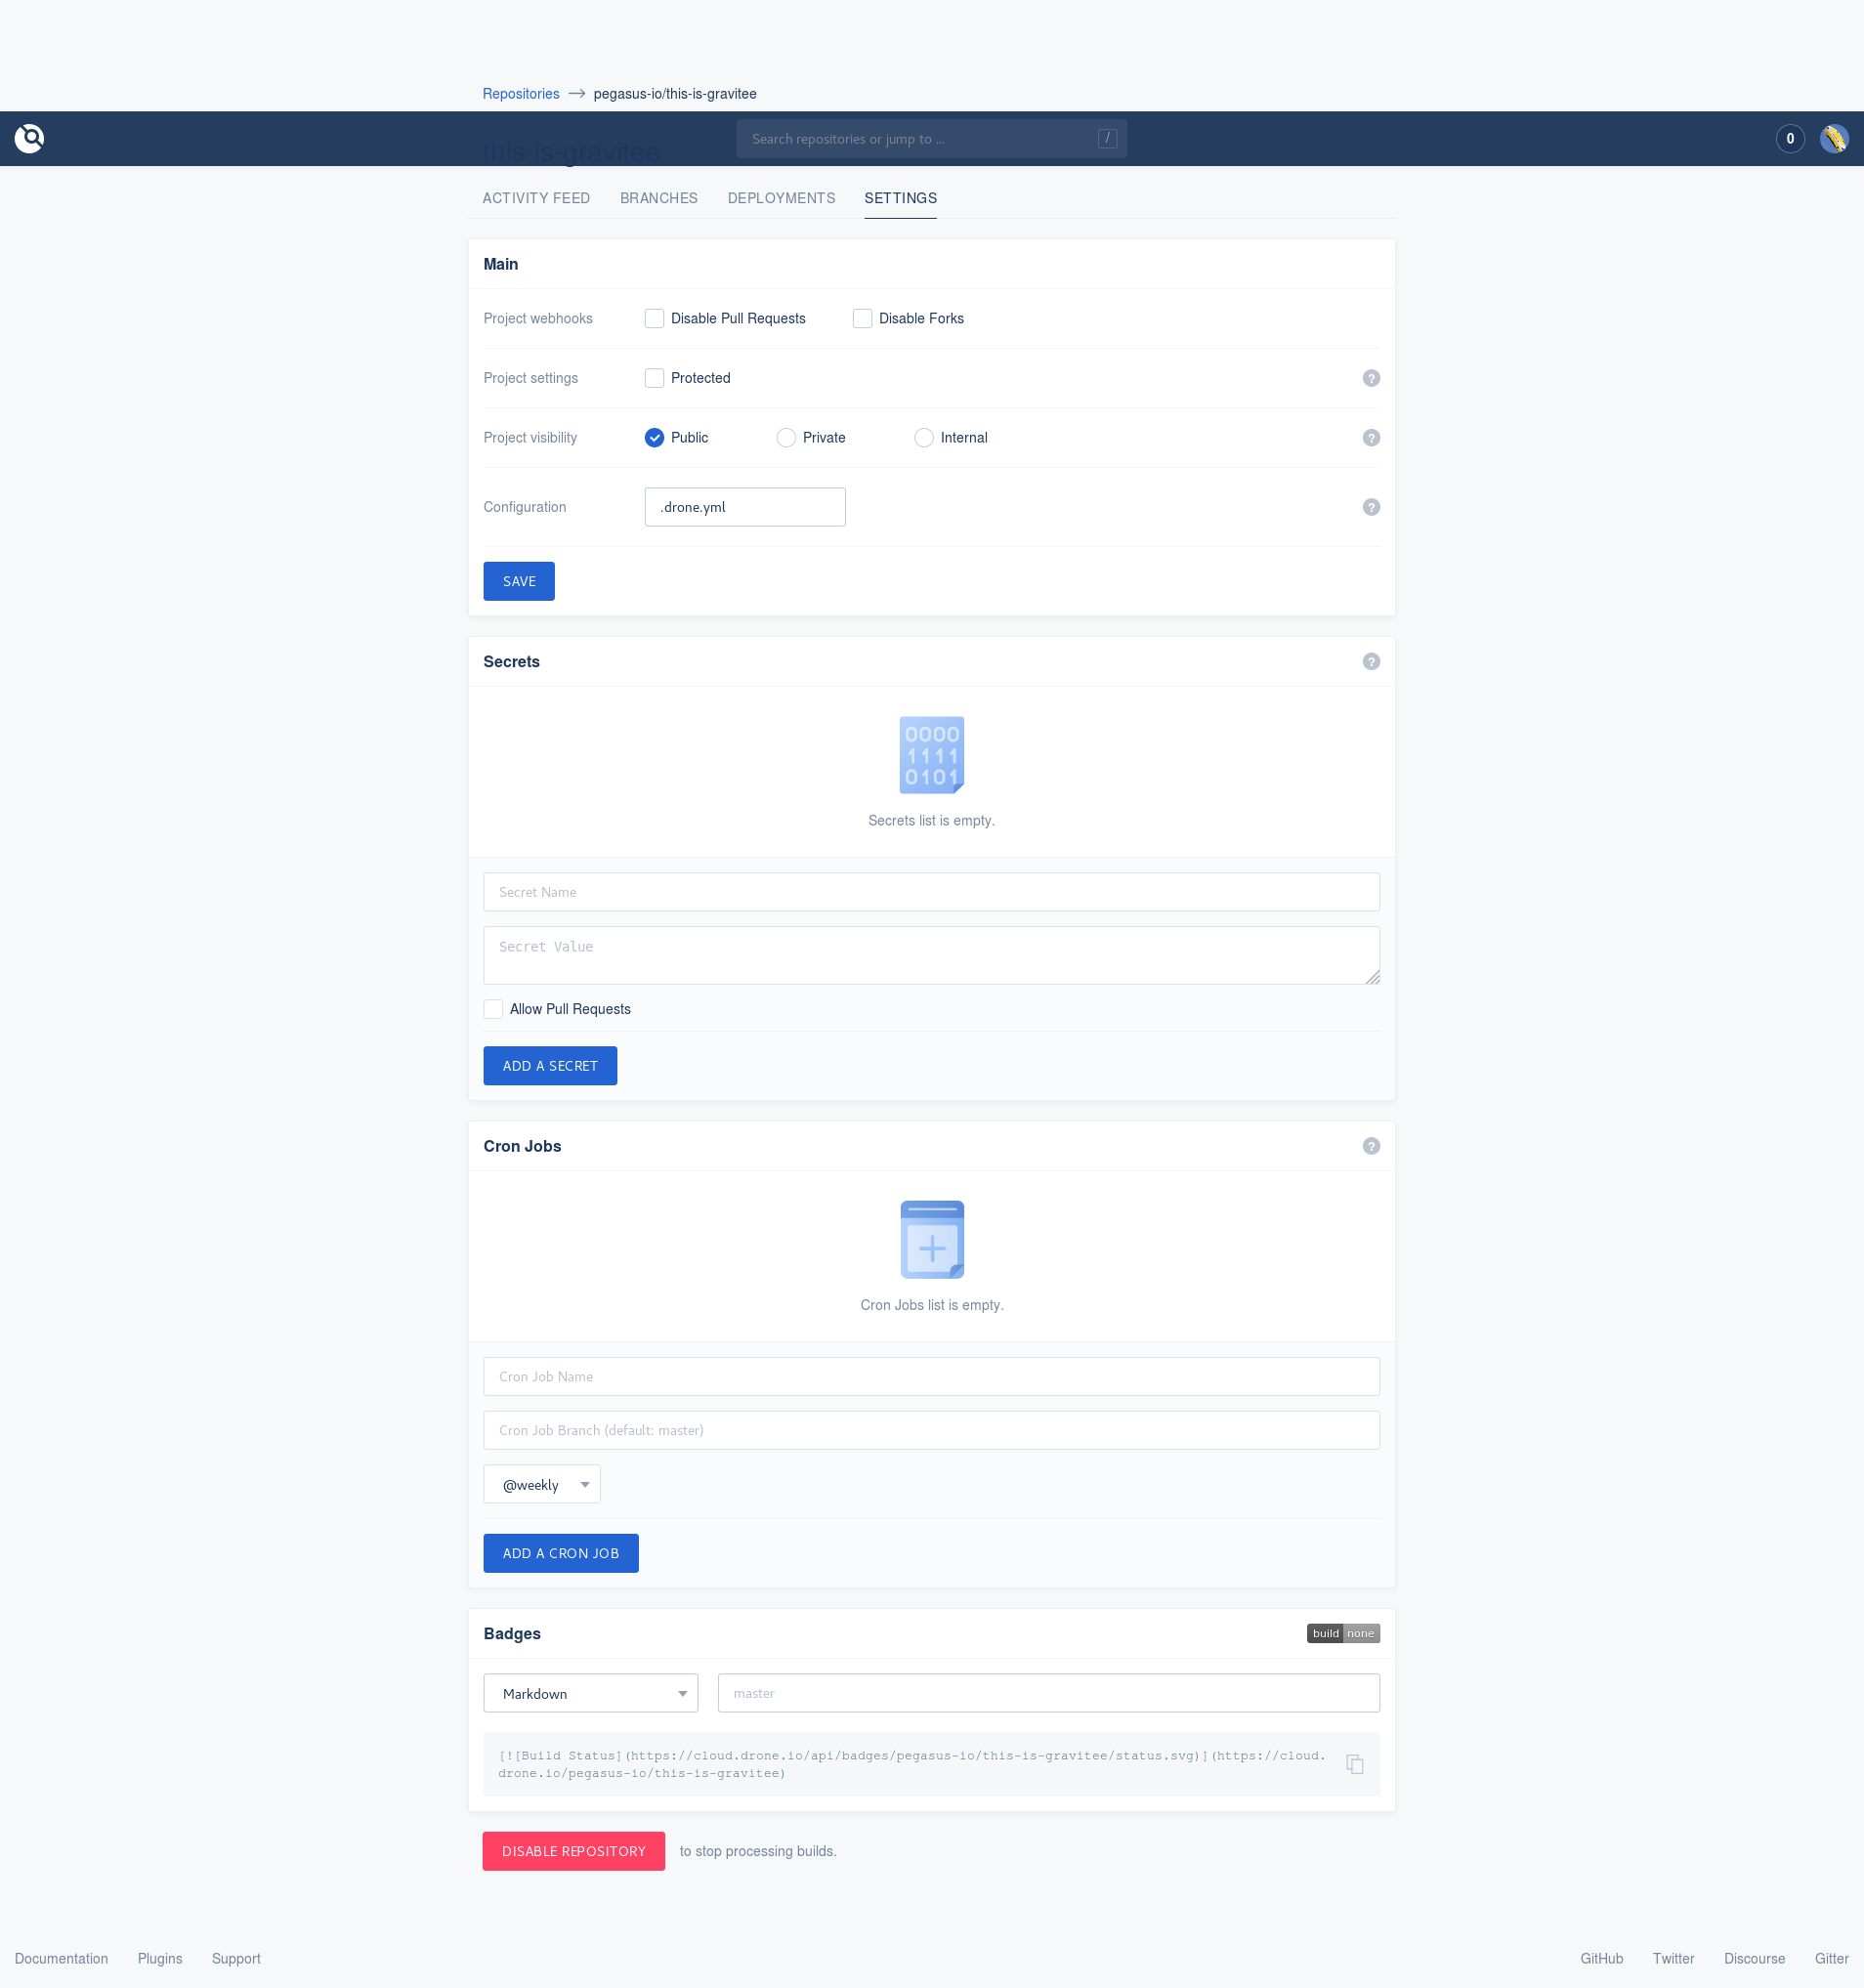 Repositories → pegasus-io/this-is-gravitee
this-is-gravitee
Search repositories or jump to ...
/
0
ACTIVITY FEED BRANCHES DEPLOYMENTS SETTINGS
Main
Project webhooks Disable Pull Requests Disable Forks
Project settings Protected ?
Project visibility Public Private Internal ?
Configuration .drone.yml ?
SAVE
Secrets ?
0000
1111
0101
Secrets list is empty.
Secret Name
Secret Value
Allow Pull Requests
ADD A SECRET
Cron Jobs ?
Cron Jobs list is empty.
Cron Job Name
Cron Job Branch (default: master)
@weekly
ADD A CRON JOB
Badges build none
Markdown master
[![Build Status](https://cloud.drone.io/api/badges/pegasus-io/this-is-gravitee/status.svg)](https://cloud.
drone.io/pegasus-io/this-is-gravitee)
DISABLE REPOSITORY to stop processing builds.
Documentation Plugins Support GitHub Twitter Discourse Gitter